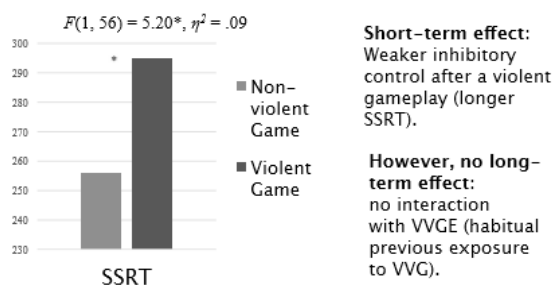 F(1, 56) = 5.20*, η² = .09
300
290
280
270
260
250
240
230
*
SSRT
Non-
violent
Game
Violent
Game
Short-term effect:
Weaker inhibitory
control after a violent
gameplay (longer
SSRT).
However, no long-
term effect:
no interaction
with VVGE (habitual
previous exposure
to VVG).